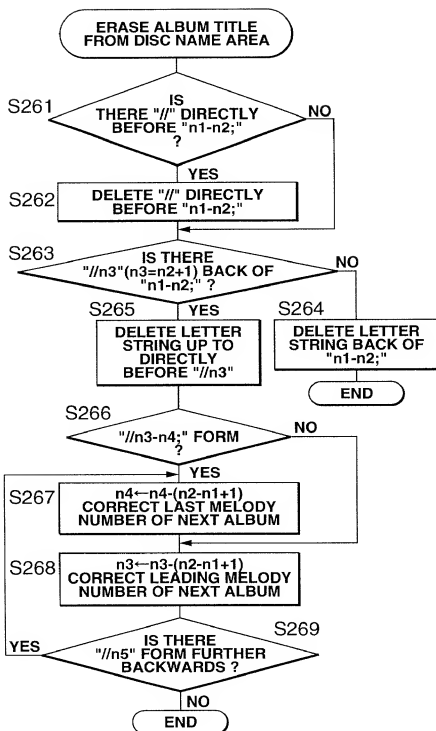 ERASE ALBUM TITLE
FROM DISC NAME AREA
S261
IS
THERE "//" DIRECTLY
BEFORE "n1-n2;"
?
NO
YES
S262
DELETE "//" DIRECTLY
BEFORE "n1-n2;"
S263
IS THERE
"//n3"(n3=n2+1) BACK OF
"n1-n2;" ?
NO
YES
S265
DELETE LETTER
STRING UP TO
DIRECTLY
BEFORE "//n3"
S264
DELETE LETTER
STRING BACK OF
"n1-n2;"
END
S266
"//n3-n4;" FORM
?
NO
YES
S267
n4←n4-(n2-n1+1)
CORRECT LAST MELODY
NUMBER OF NEXT ALBUM
S268
n3←n3-(n2-n1+1)
CORRECT LEADING MELODY
NUMBER OF NEXT ALBUM
S269
YES
IS THERE
"//n5" FORM FURTHER
BACKWARDS ?
NO
END